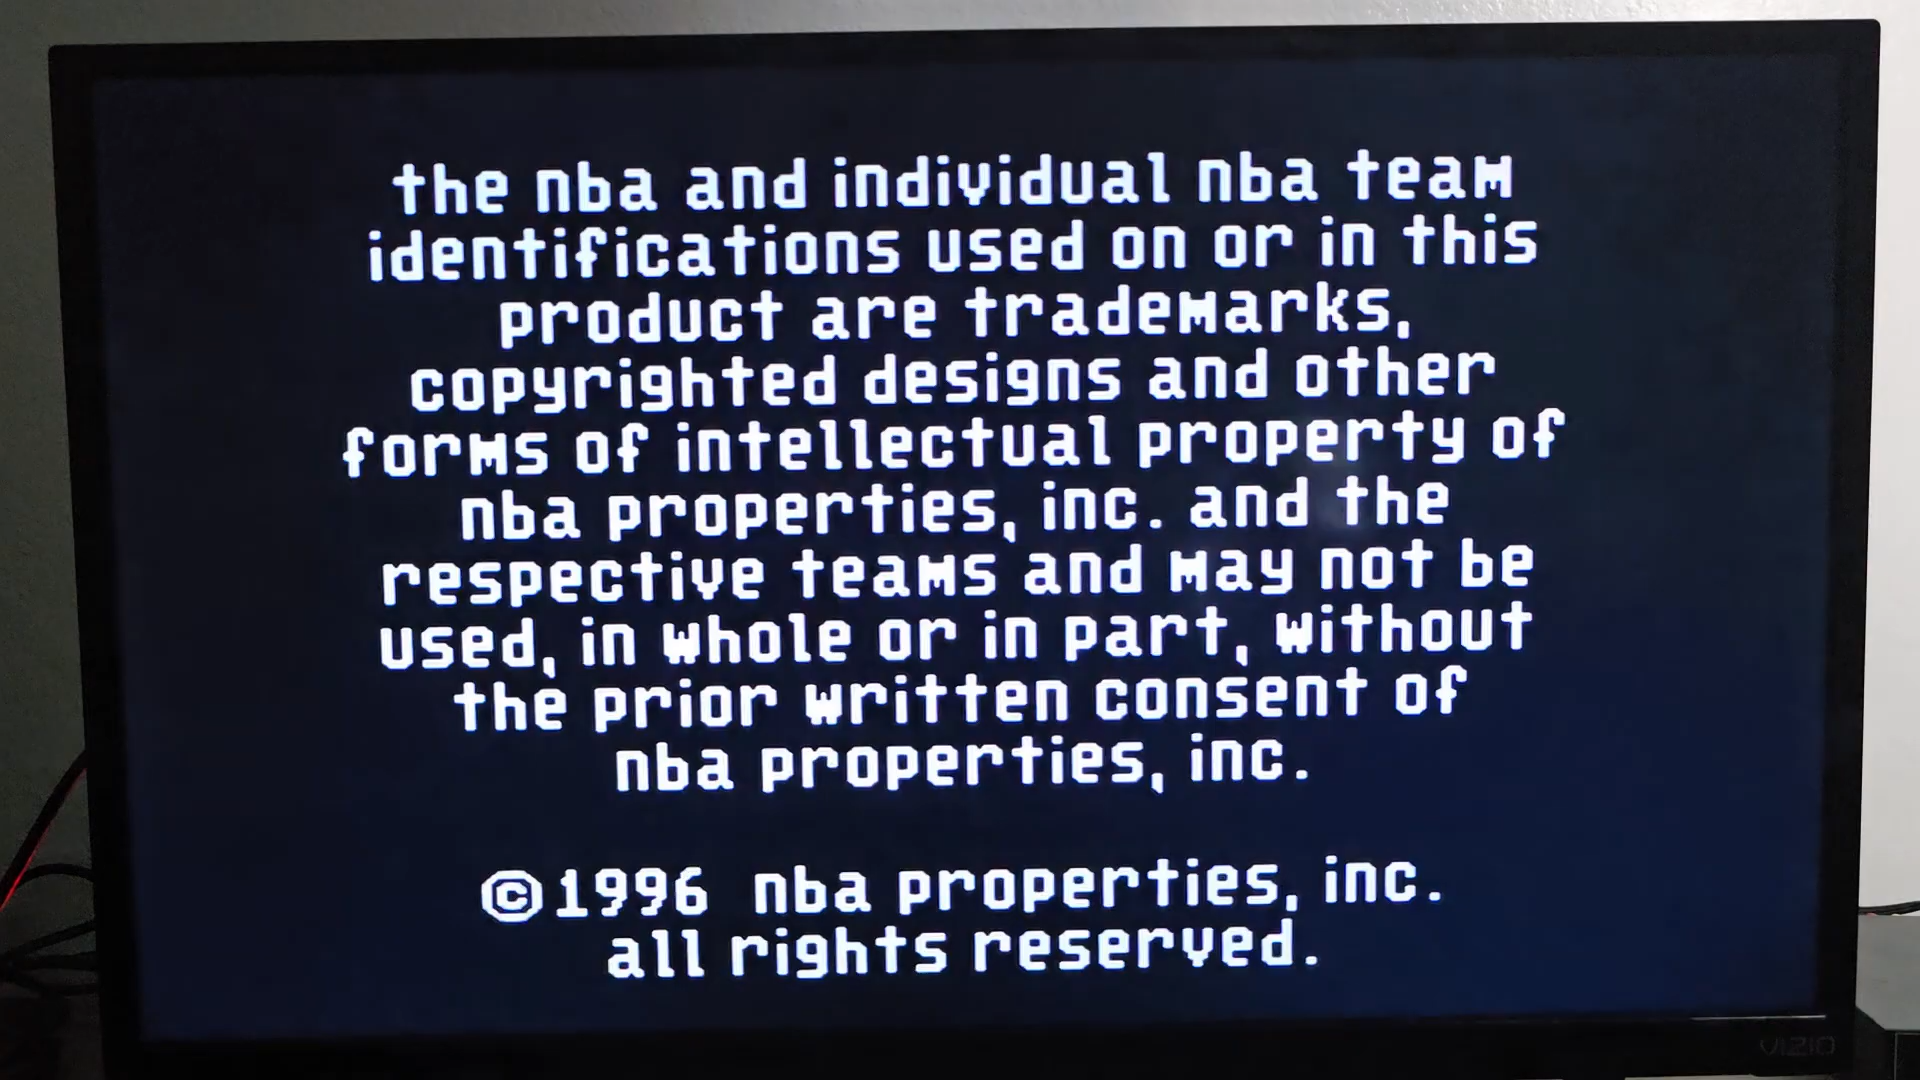 the nba and individual nba team
identifications used on or in this
product are trademarks,
copyrighted designs and other
forms of intellectual property of
nba properties, inc. and the
respective teams and may not be
used, in whole or in part, without
the prior written consent of
nba properties, inc.
©1996 nba properties, inc.
all rights reserved.
VIZIO